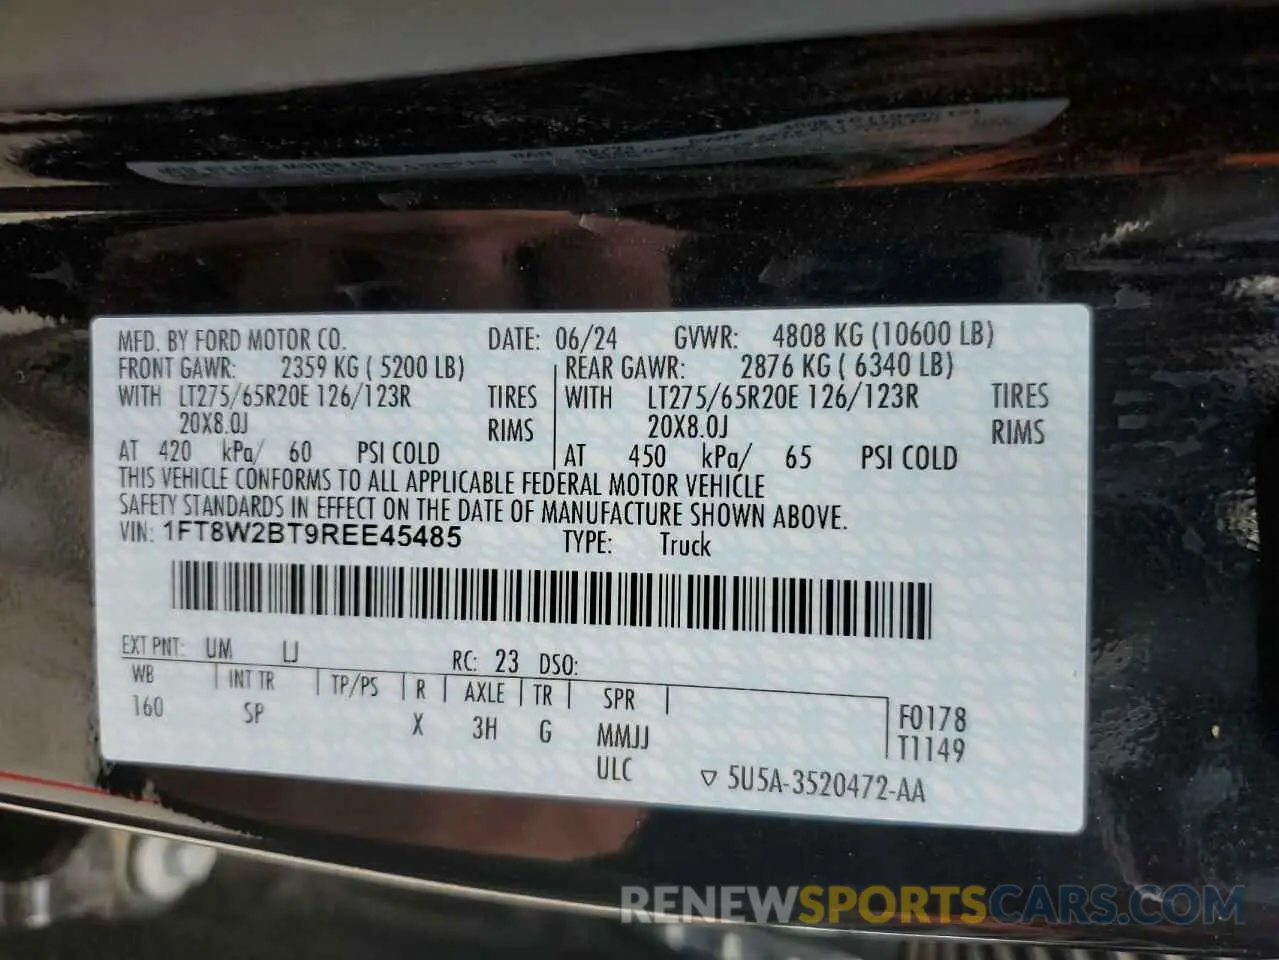 MFD. BY FORD MOTOR CO. DATE: 06/24 GVWR: 4808 KG (10600 LB)
FRONT GAWR: 2359 KG ( 5200 LB) REAR GAWR: 2876 KG ( 6340 LB)
WITH LT275/65R20E 126/123R TIRES WITH LT275/65R20E 126/123R TIRES
20X8.0J RIMS 20X8.0J RIMS
AT 420 kPa/ 60 PSI COLD AT 450 kPa/ 65 PSI COLD
THIS VEHICLE CONFORMS TO ALL APPLICABLE FEDERAL MOTOR VEHICLE
SAFETY STANDARDS IN EFFECT ON THE DATE OF MANUFACTURE SHOWN ABOVE.
VIN: 1FT8W2BT9REE45485 TYPE: Truck
EXT PNT: UM LJ RC: 23 DSO:
WB INT TR TP/PS R AXLE TR SPR
160 SP X 3H G MMJJ F0178
ULC T1149
5U5A-3520472-AA
RENEWSPORTSCARS.COM